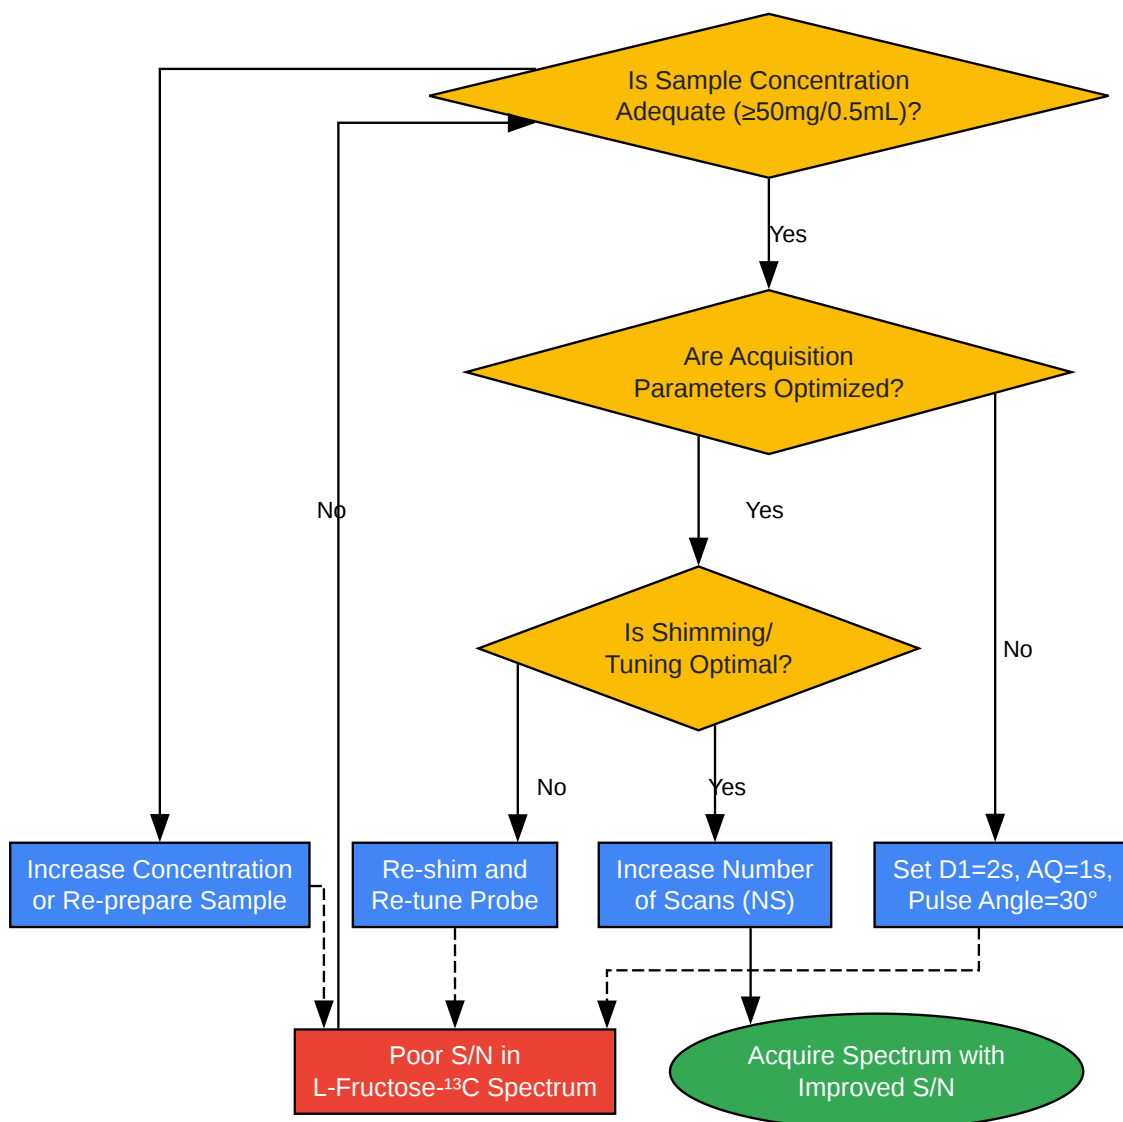 Is Sample Concentration
Adequate (≥50mg/0.5mL)?
Yes
Are Acquisition
Parameters Optimized?
No
Yes
Is Shimming/
Tuning Optimal?
No
No
Yes
Increase Concentration
or Re-prepare Sample
Re-shim and
Re-tune Probe
Increase Number
of Scans (NS)
Set D1=2s, AQ=1s,
Pulse Angle=30°
Poor S/N in
L-Fructose-¹³C Spectrum
Acquire Spectrum with
Improved S/N